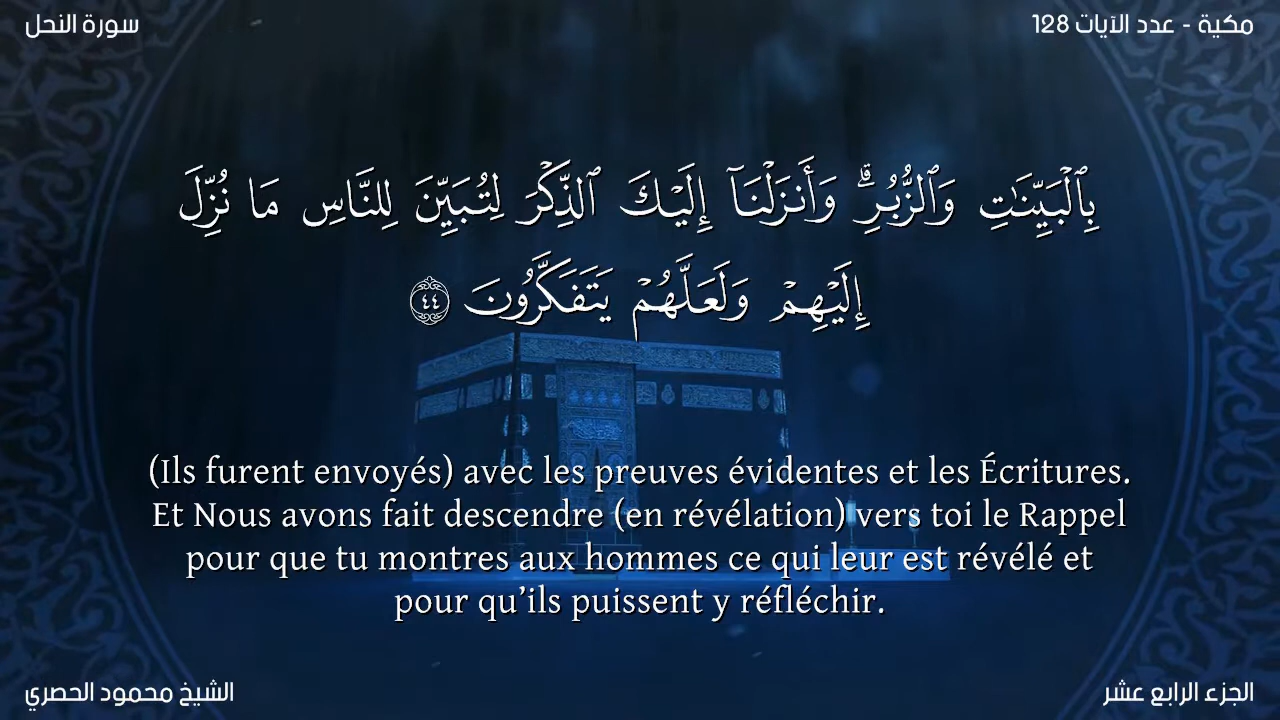 سورة النحل
مكية - عدد الآيات 128
بِٱلْبَيِّنَٰتِ وَٱلزُّبُرِ ۗ وَأَنزَلْنَآ إِلَيْكَ ٱلذِّكْرَ لِتُبَيِّنَ لِلنَّاسِ مَا نُزِّلَ
إِلَيْهِمْ وَلَعَلَّهُمْ يَتَفَكَّرُونَ ٤٤
(Ils furent envoyés) avec les preuves évidentes et les Écritures.
Et Nous avons fait descendre (en révélation) vers toi le Rappel
pour que tu montres aux hommes ce qui leur est révélé et
pour qu’ils puissent y réfléchir.
الشيخ محمود الحصري
الجزء الرابع عشر